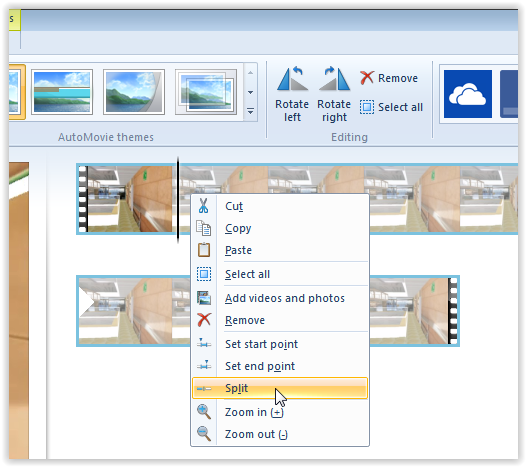 s
AutoMovie themes
Rotate left
Rotate right
Remove
Select all
Editing
Cut
Copy
Paste
Select all
Add videos and photos
Remove
Set start point
Set end point
Split
Zoom in (+)
Zoom out (-)